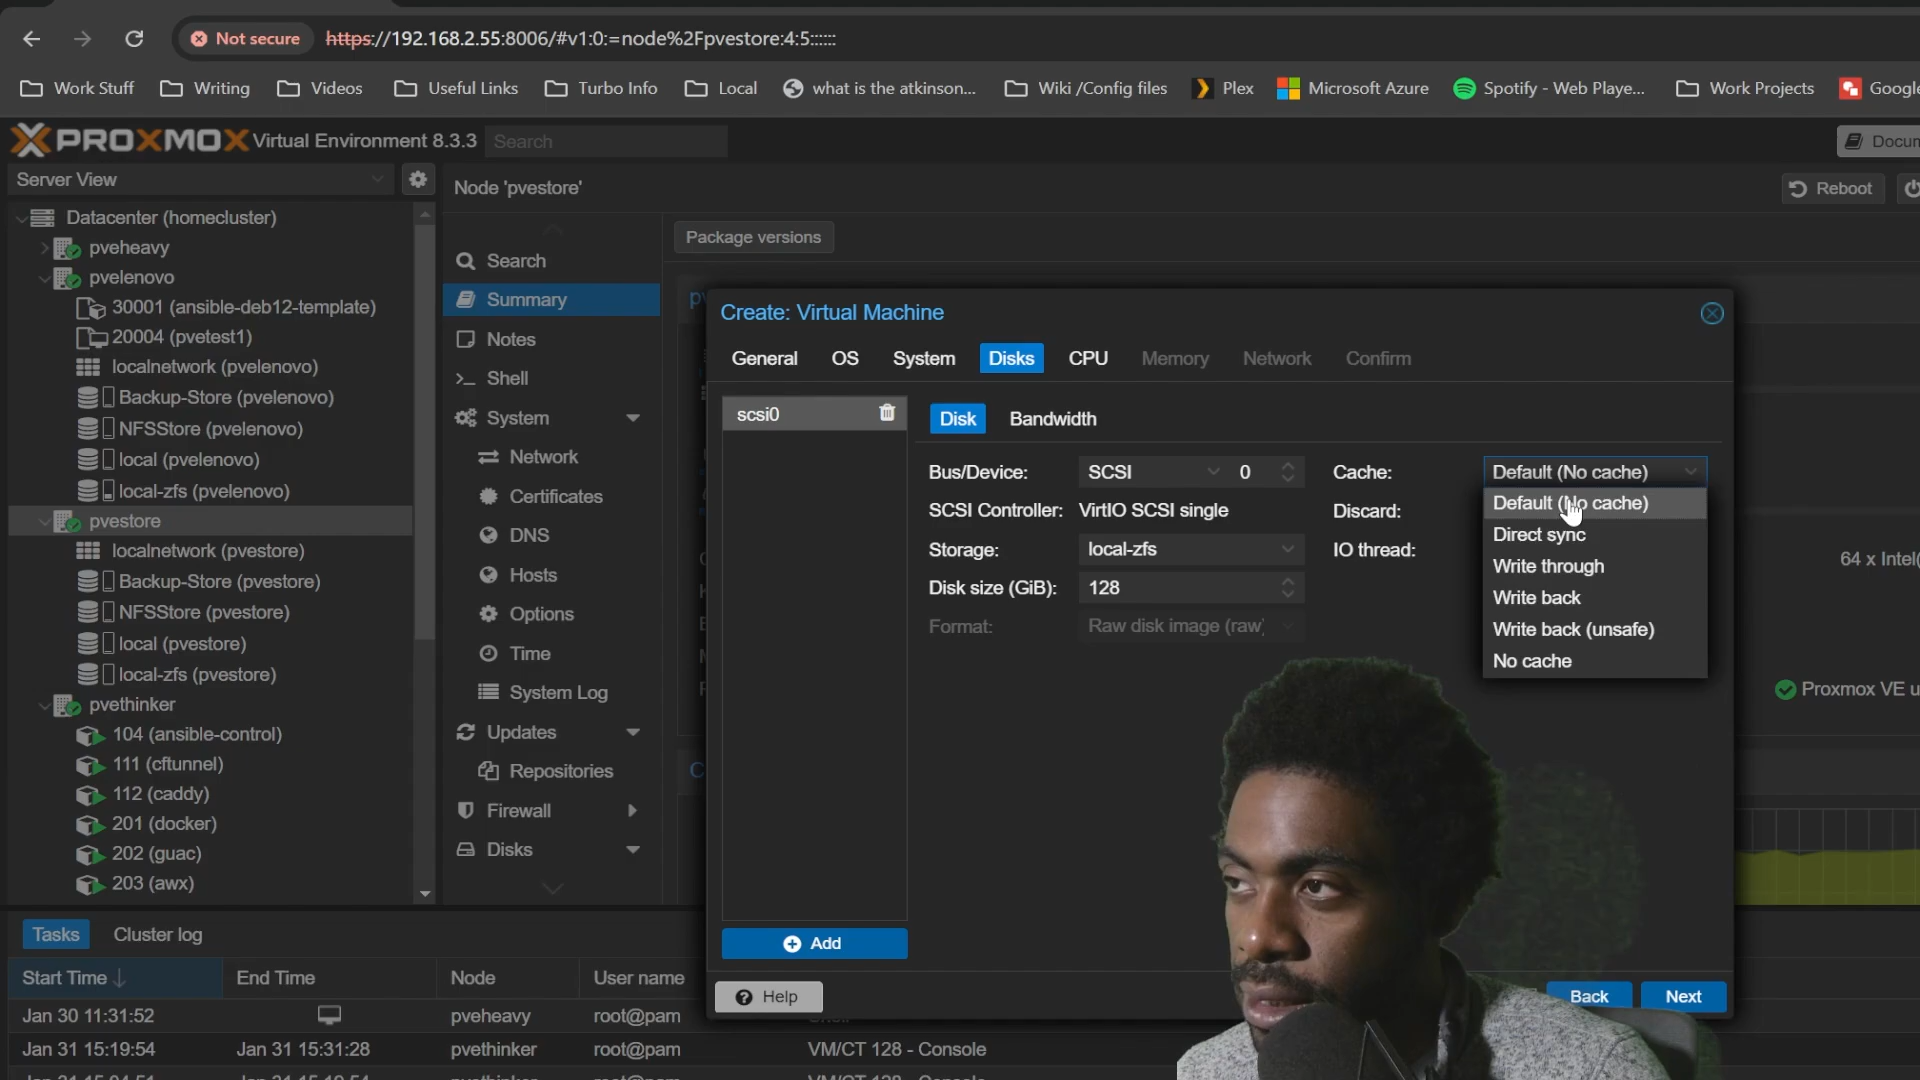 Not secure https://192.168.2.55:8006/#v1:0:=node%2Fpvestore:4:5::::::
Work Stuff Writing Videos Useful Links Turbo Info Local what is the atkinson... Wiki /Config files Plex Microsoft Azure Spotify - Web Playe... Work Projects Google
PROXMOX Virtual Environment 8.3.3 Search
Docum
Server View
Node 'pvestore'
Reboot
Datacenter (homecluster)
pveheavy
pvelenovo
30001 (ansible-deb12-template)
20004 (pvetest1)
localnetwork (pvelenovo)
Backup-Store (pvelenovo)
NFSStore (pvelenovo)
local (pvelenovo)
local-zfs (pvelenovo)
pvestore
localnetwork (pvestore)
Backup-Store (pvestore)
NFSStore (pvestore)
local (pvestore)
local-zfs (pvestore)
pvethinker
104 (ansible-control)
111 (cftunnel)
112 (caddy)
201 (docker)
202 (guac)
203 (awx)
Search
Summary
Notes
Shell
System
Network
Certificates
DNS
Hosts
Options
Time
System Log
Updates
Repositories
Firewall
Disks
Package versions
Create: Virtual Machine
General OS System Disks CPU Memory Network Confirm
scsi0
Disk Bandwidth
Bus/Device: SCSI 0
SCSI Controller: VirtIO SCSI single
Storage: local-zfs
Disk size (GiB): 128
Format: Raw disk image (raw)
Cache: Default (No cache)
Discard:
IO thread:
Default (No cache)
Direct sync
Write through
Write back
Write back (unsafe)
No cache
Add
Help
Back Next
64 x Intel(
Proxmox VE u
Tasks Cluster log
Start Time End Time Node User name
Jan 30 11:31:52 pveheavy root@pam
Jan 31 15:19:54 Jan 31 15:31:28 pvethinker root@pam VM/CT 128 - Console